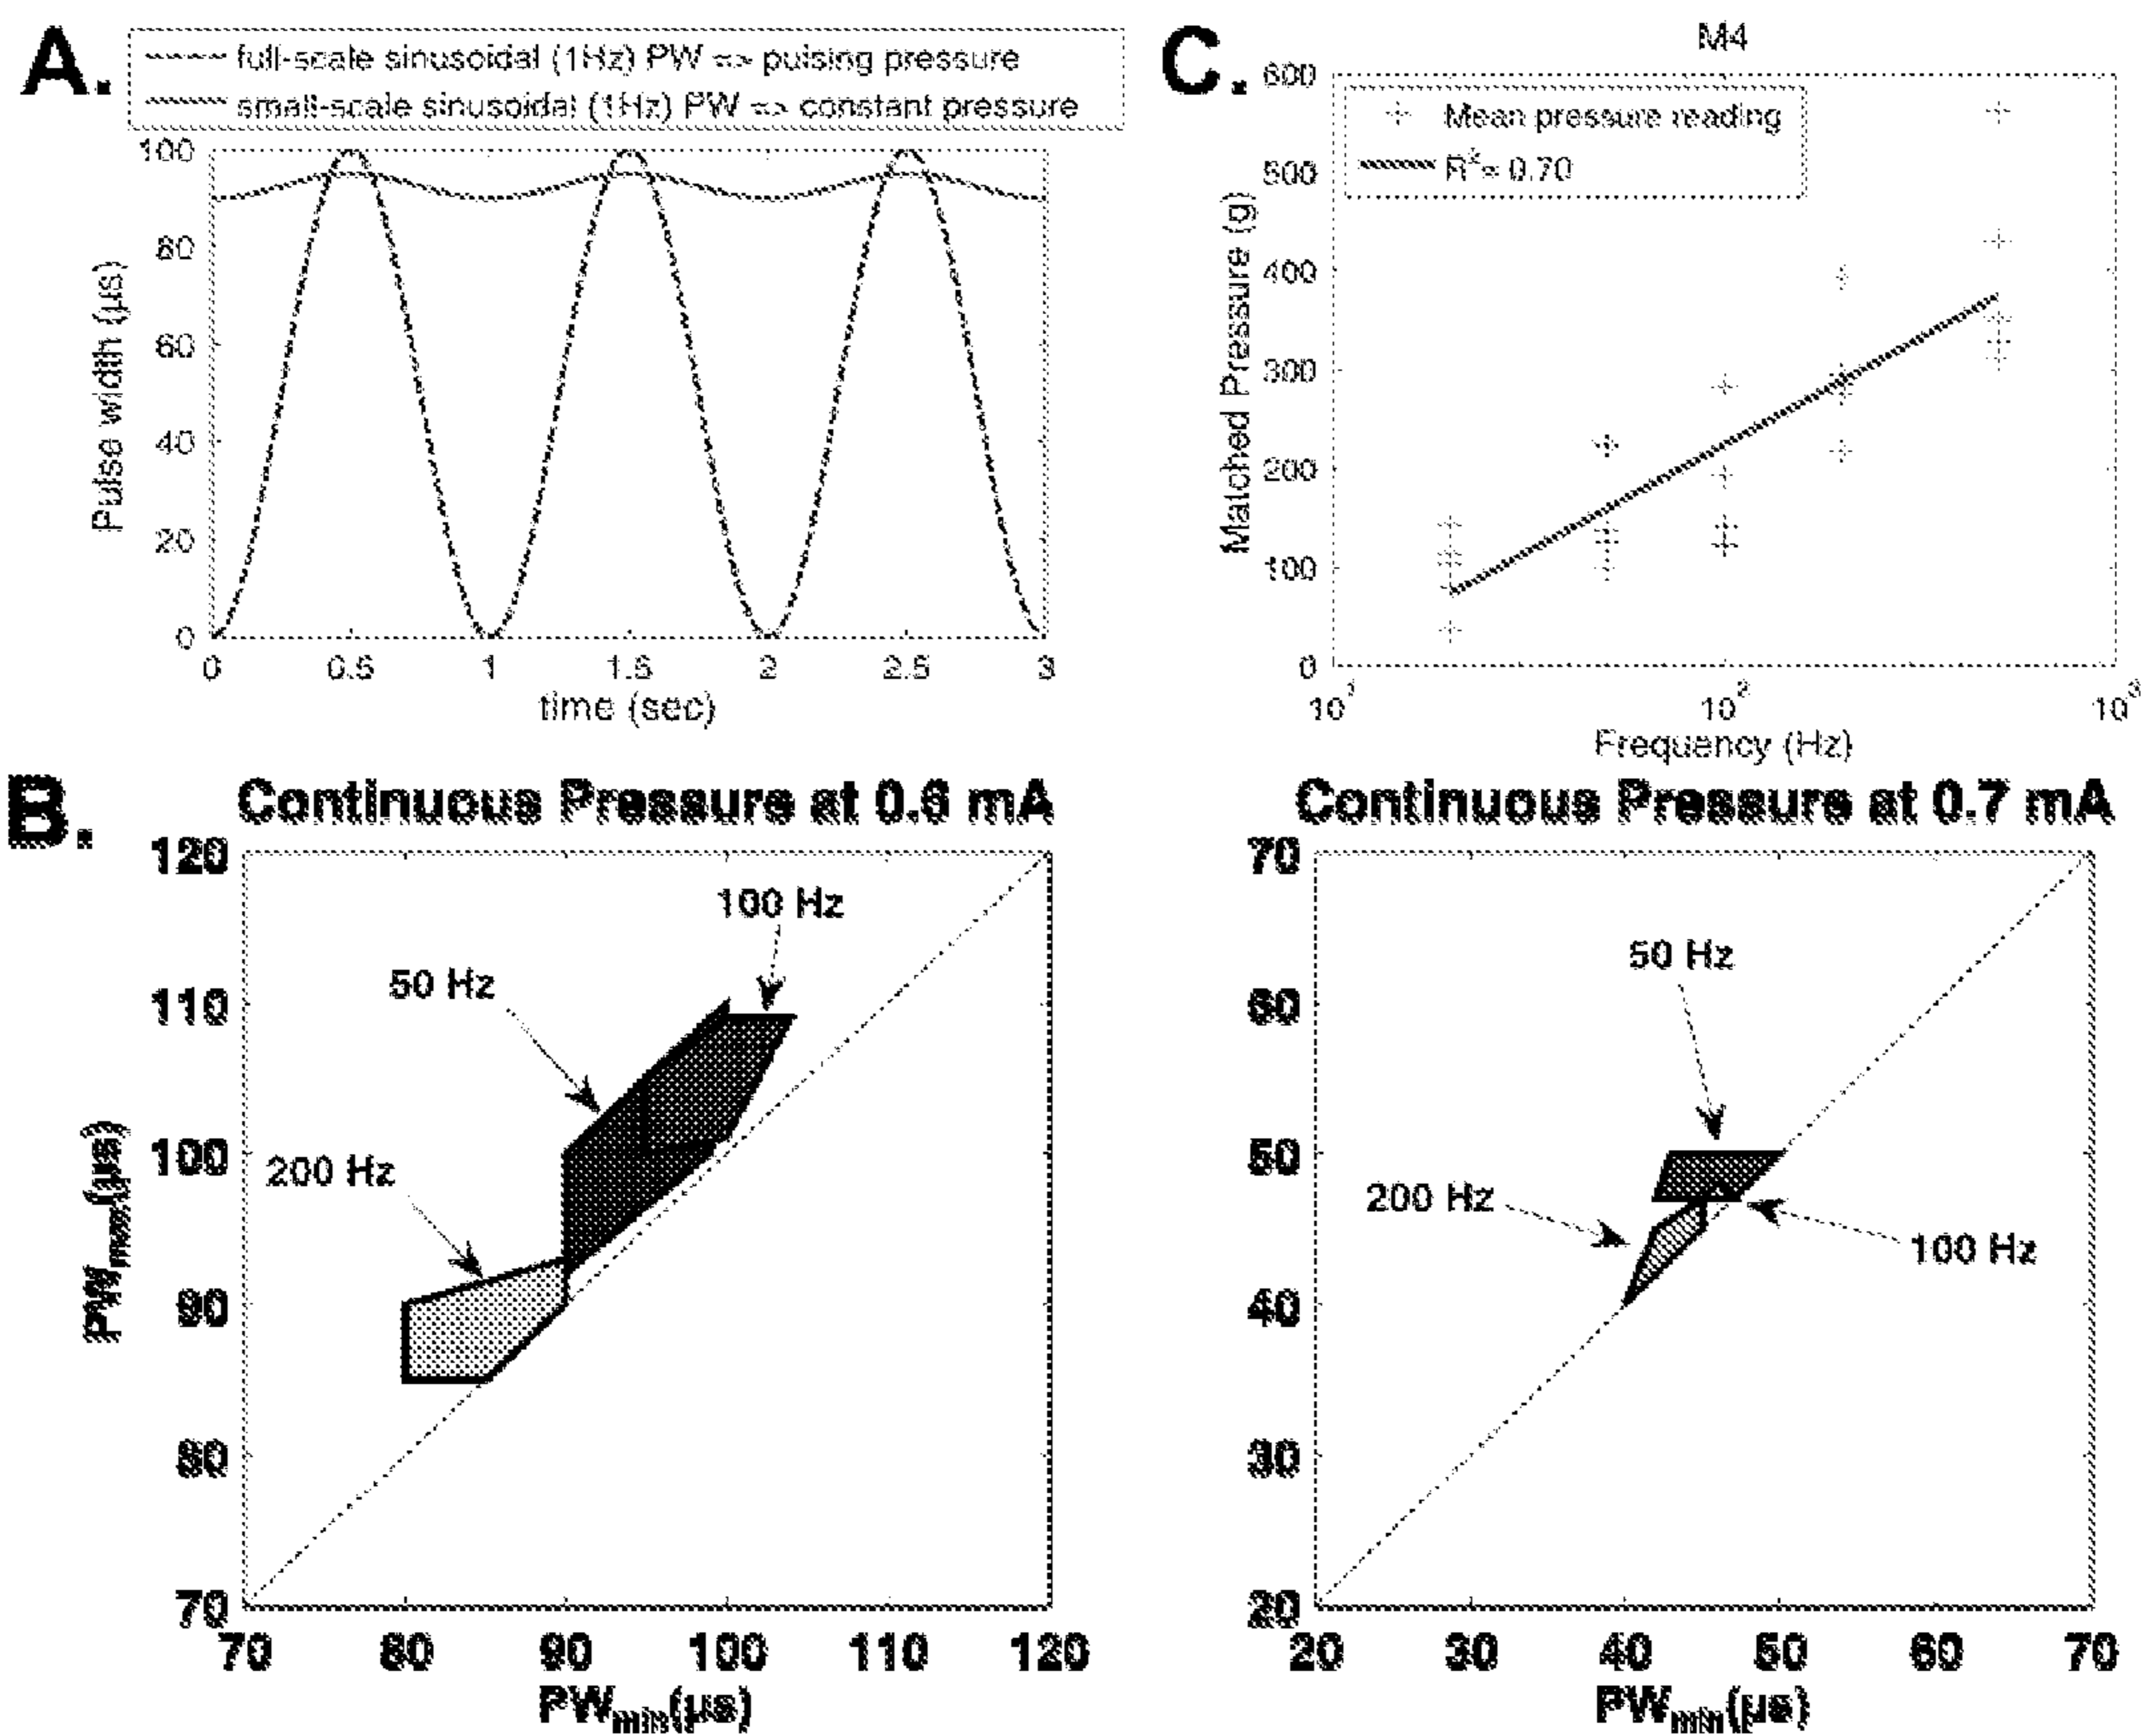 A.
full-scale sinusoidal (1Hz) PW => pulsing pressure
small-scale sinusoidal (1Hz) PW => constant pressure
100
80
60
40
20
0
Pulse width (µs)
0 0.5 1 1.5 2 2.5 3
time (sec)
C.
M4
Mean pressure reading
R²= 0.70
600
500
400
300
200
100
0
Matched Pressure (g)
10¹ 10² 10³
Frequency (Hz)
B.
Continuous Pressure at 0.6 mA
120
110
100
90
80
70
PWmax(µs)
100 Hz
50 Hz
200 Hz
70 80 90 100 110 120
PWmin(µs)
Continuous Pressure at 0.7 mA
70
60
50
40
30
20
50 Hz
200 Hz
100 Hz
20 30 40 50 60 70
PWmin(µs)